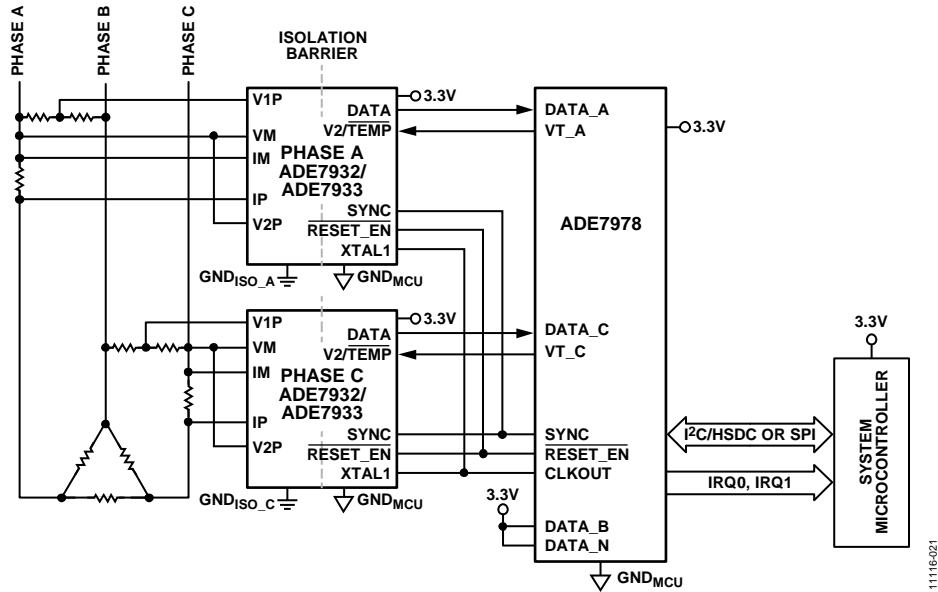 PHASE A
PHASE B
PHASE C
ISOLATION
BARRIER
V1P
VM
IM
IP
V2P
DATA
V2/TEMP
PHASE A
ADE7932/
ADE7933
SYNC
RESET_EN
XTAL1
3.3V
GNDISO_A
GNDMCU
V1P
VM
IM
IP
V2P
DATA
V2/TEMP
PHASE C
ADE7932/
ADE7933
SYNC
RESET_EN
XTAL1
3.3V
GNDISO_C
GNDMCU
DATA_A
VT_A
3.3V
ADE7978
DATA_C
VT_C
SYNC
RESET_EN
CLKOUT
3.3V
DATA_B
DATA_N
GNDMCU
I2C/HSDC OR SPI
IRQ0, IRQ1
3.3V
SYSTEM
MICROCONTROLLER
11116-021